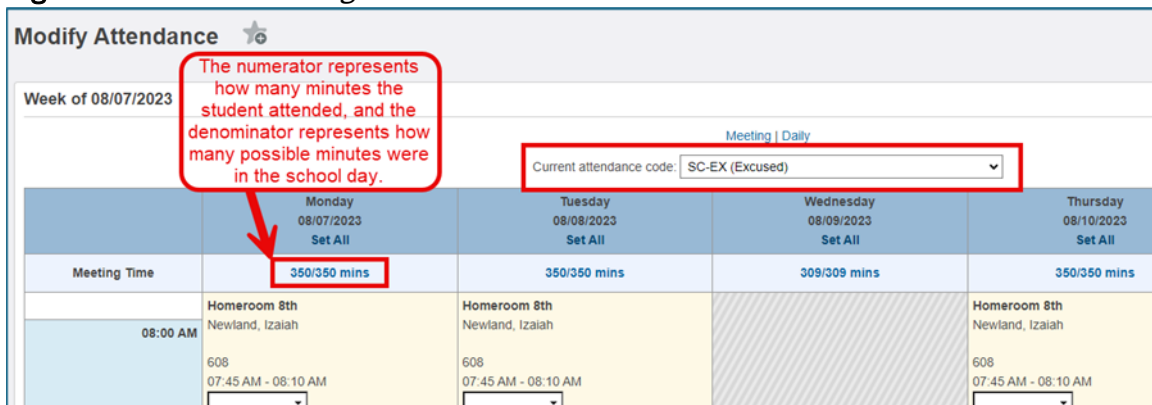 Modify Attendance
The numerator represents
how many minutes the
student attended, and the
denominator represents how
many possible minutes were
in the school day.
Week of 08/07/2023
Meeting | Daily
Current attendance code: SC-EX (Excused)
Monday Tuesday Wednesday Thursday
08/07/2023 08/08/2023 08/09/2023 08/10/2023
Set All Set All Set All Set All
Meeting Time 350/350 mins 350/350 mins 309/309 mins 350/350 mins
Homeroom 8th Homeroom 8th Homeroom 8th
08:00 AM Newland, Izaiah Newland, Izaiah Newland, Izaiah
608 608 608
07:45 AM - 08:10 AM 07:45 AM - 08:10 AM 07:45 AM - 08:10 AM